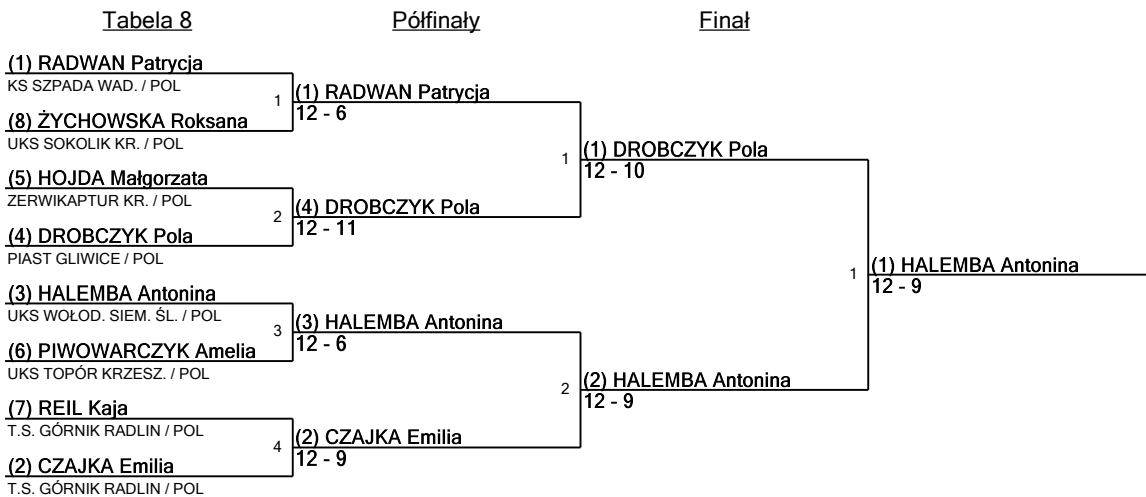 Tabela 8
Półfinały
Finał
(1) RADWAN Patrycja
KS SZPADA WAD. / POL
1
(8) ŻYCHOWSKA Roksana
UKS SOKOLIK KR. / POL
(5) HOJDA Małgorzata
ZERWIKAPTUR KR. / POL
2
(4) DROBCZYK Pola
PIAST GLIWICE / POL
(3) HALEMBA Antonina
UKS WOŁOD. SIEM. ŚL. / POL
3
(6) PIWOWARCZYK Amelia
UKS TOPÓR KRZESZ. / POL
(7) REIL Kaja
T.S. GÓRNIK RADLIN / POL
4
(2) CZAJKA Emilia
T.S. GÓRNIK RADLIN / POL
(1) RADWAN Patrycja
12 - 6
1
(4) DROBCZYK Pola
12 - 11
(3) HALEMBA Antonina
12 - 6
2
(2) CZAJKA Emilia
12 - 9
(1) DROBCZYK Pola
12 - 10
1
(2) HALEMBA Antonina
12 - 9
(1) HALEMBA Antonina
12 - 9